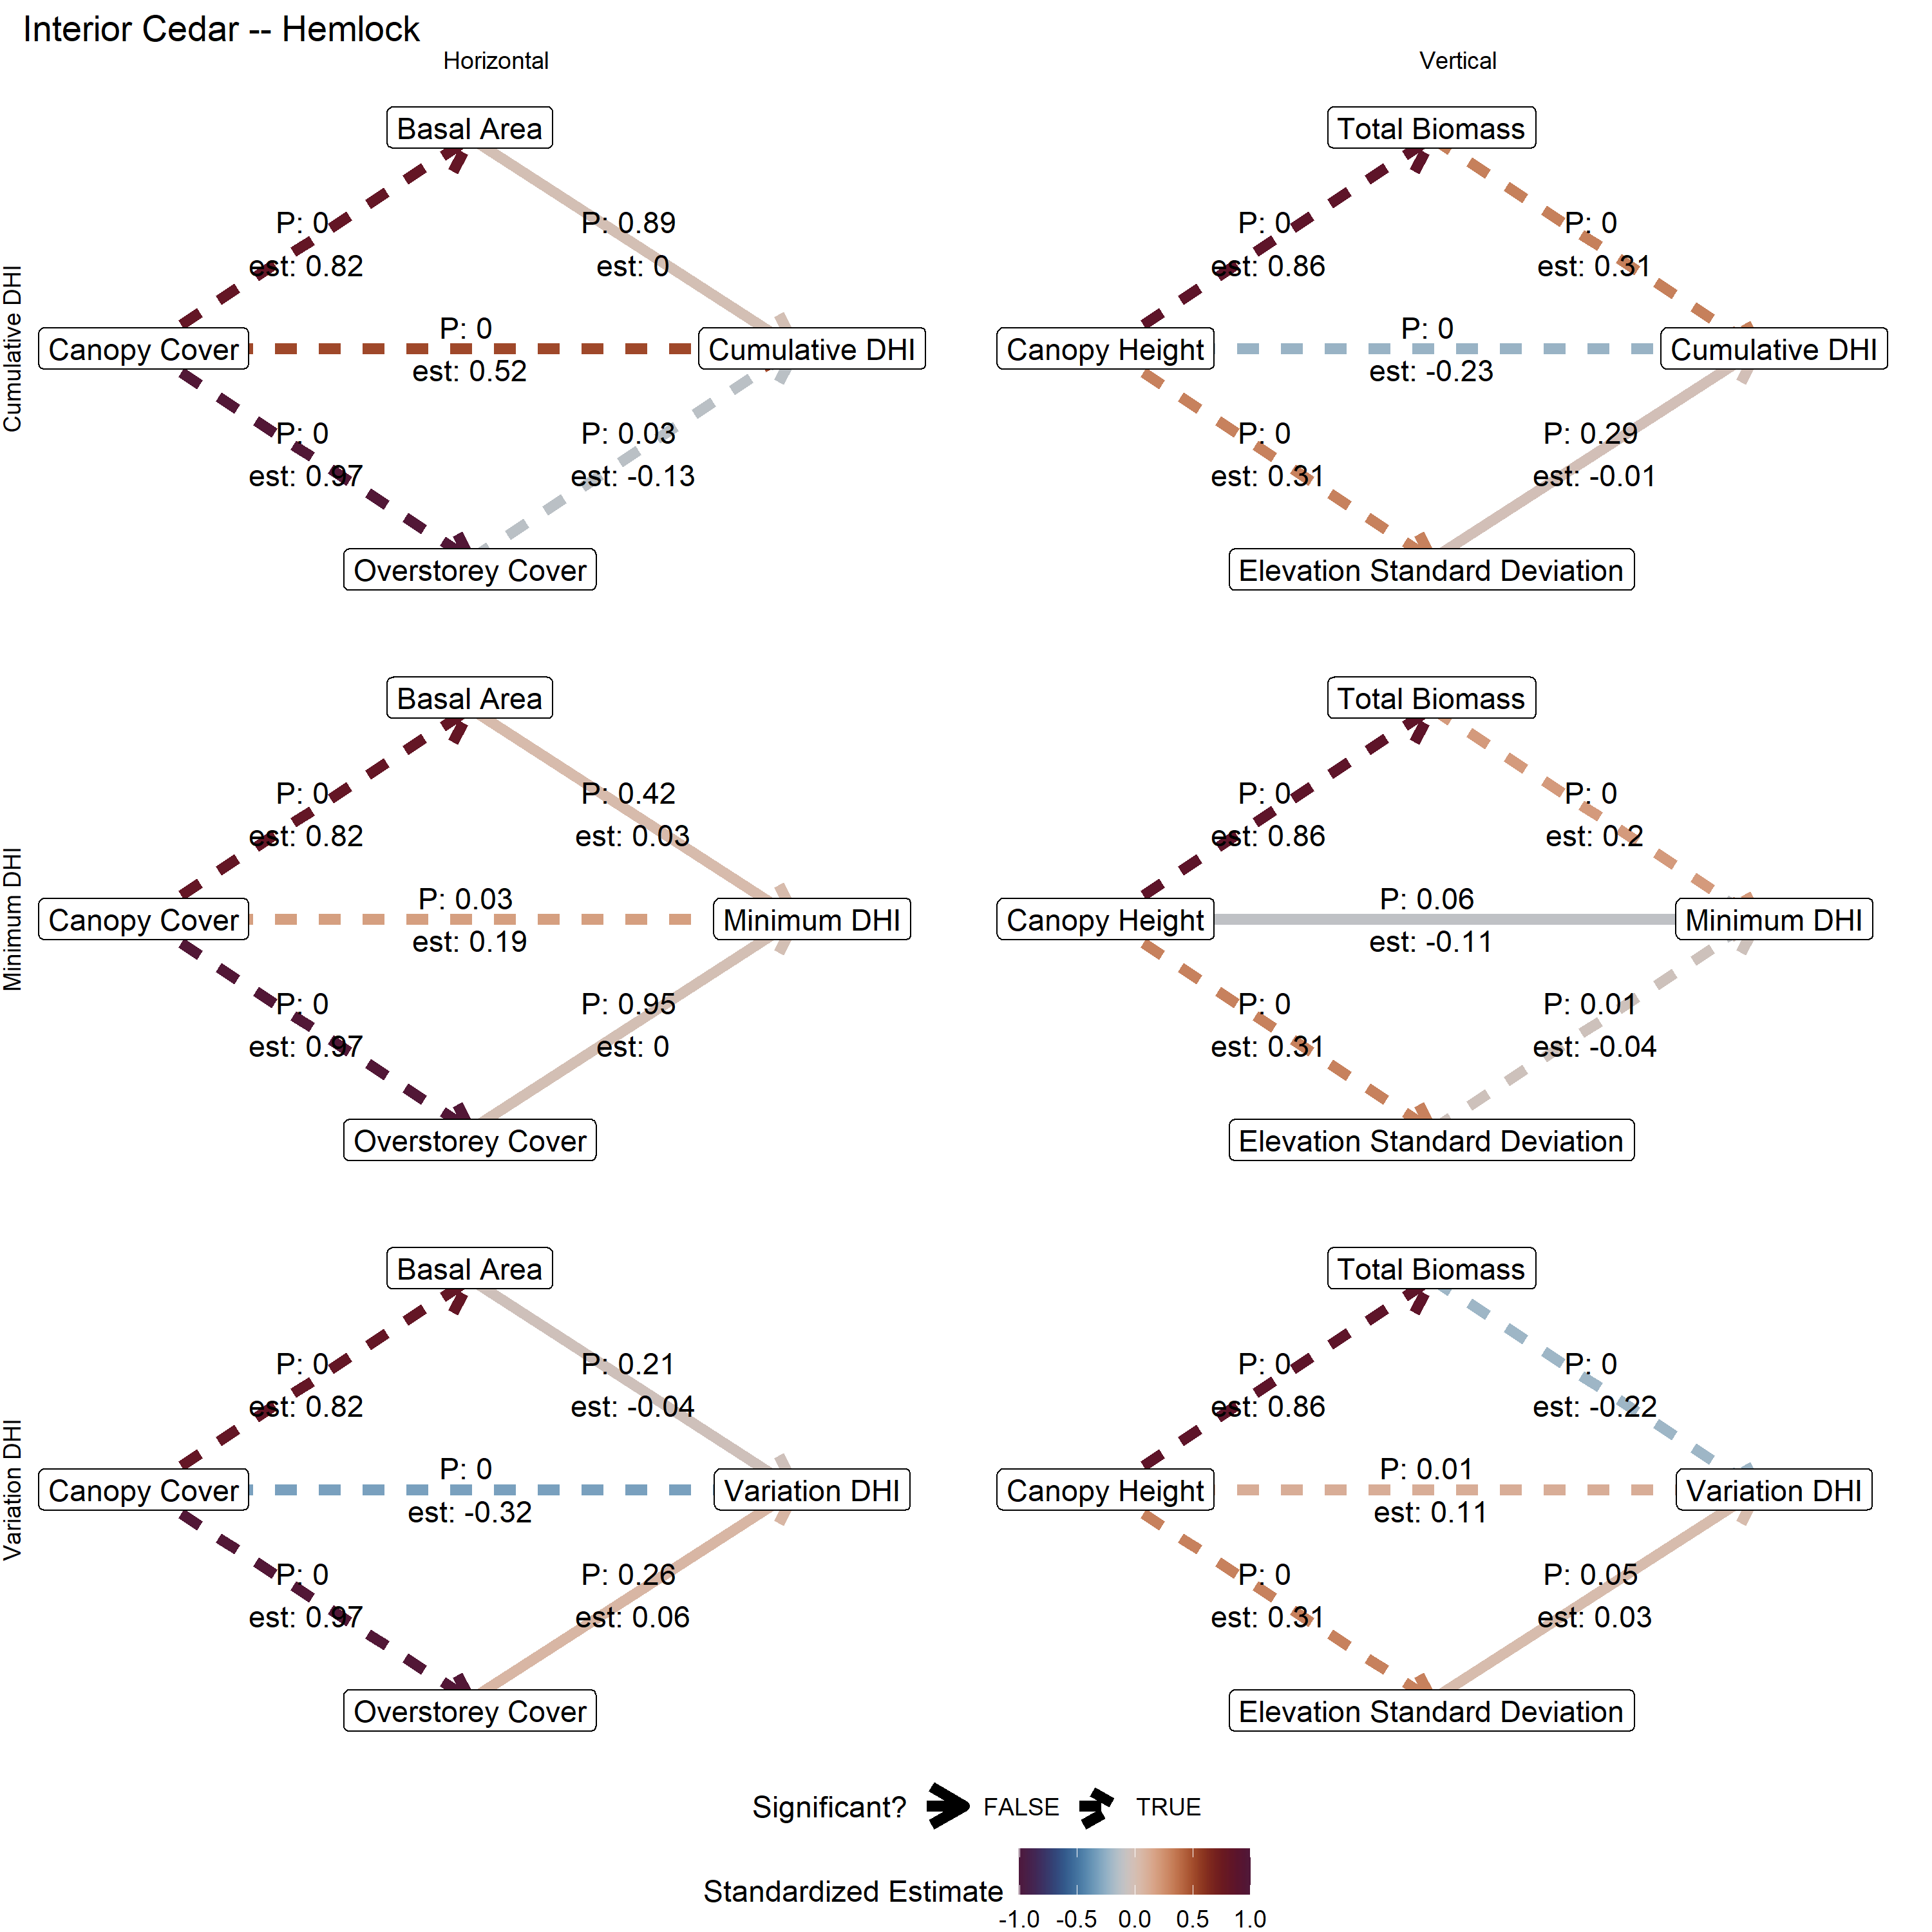 Interior Cedar -- Hemlock
Horizontal
Vertical
Cumulative DHI
Basal Area
P: 0
est: 0.82
P: 0.89
est: 0
Canopy Cover
P: 0
est: 0.52
Cumulative DHI
P: 0
est: 0.97
P: 0.03
est: -0.13
Overstorey Cover
Total Biomass
P: 0
est: 0.86
P: 0
est: 0.31
Canopy Height
P: 0
est: -0.23
Cumulative DHI
P: 0
est: 0.31
P: 0.29
est: -0.01
Elevation Standard Deviation
Minimum DHI
Basal Area
P: 0
est: 0.82
P: 0.42
est: 0.03
Canopy Cover
P: 0.03
est: 0.19
Minimum DHI
P: 0
est: 0.97
P: 0.95
est: 0
Overstorey Cover
Total Biomass
P: 0
est: 0.86
P: 0
est: 0.2
Canopy Height
P: 0.06
est: -0.11
Minimum DHI
P: 0
est: 0.31
P: 0.01
est: -0.04
Elevation Standard Deviation
Variation DHI
Basal Area
P: 0
est: 0.82
P: 0.21
est: -0.04
Canopy Cover
P: 0
est: -0.32
Variation DHI
P: 0
est: 0.97
P: 0.26
est: 0.06
Overstorey Cover
Total Biomass
P: 0
est: 0.86
P: 0
est: -0.22
Canopy Height
P: 0.01
est: 0.11
Variation DHI
P: 0
est: 0.31
P: 0.05
est: 0.03
Elevation Standard Deviation
Significant? FALSE TRUE
Standardized Estimate
-1.0 -0.5 0.0 0.5 1.0